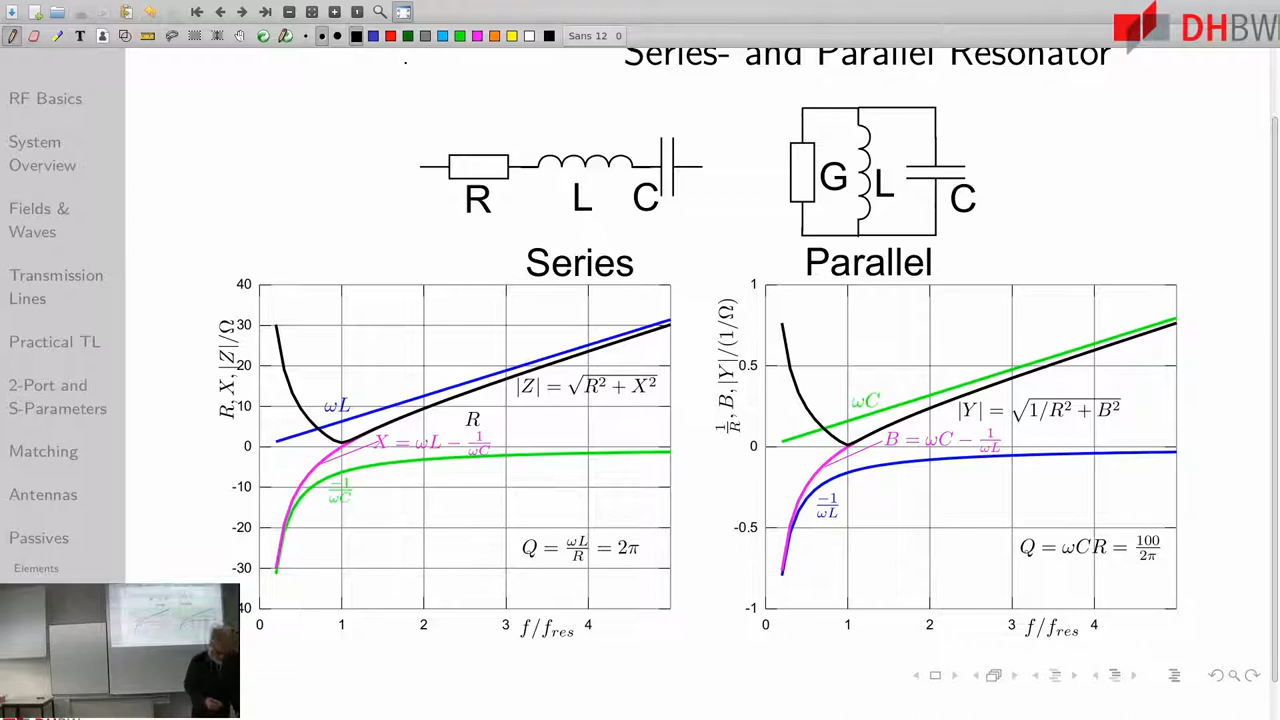 Sans 12 0
DHBW
Series- and Parallel Resonator
RF Basics
System
Overview
Fields &
Waves
Transmission
Lines
Practical TL
2-Port and
S-Parameters
Matching
Antennas
Passives
Elements
R
L
C
G
L
C
Series
Parallel
40
30
20
10
0
-10
-20
-30
40
R, X, |Z|/Ω
ωL
|Z| = √R² + X²
R
X = ωL − 1/ωC
−1/ωC
Q = ωL/R = 2π
0 1 2 3 4
f/f_res
1
0.5
0
-0.5
-1
1/R, B, |Y|/(1/Ω)
ωC
|Y| = √1/R² + B²
B = ωC − 1/ωL
−1/ωL
Q = ωCR = 100/2π
0 1 2 3 4
f/f_res